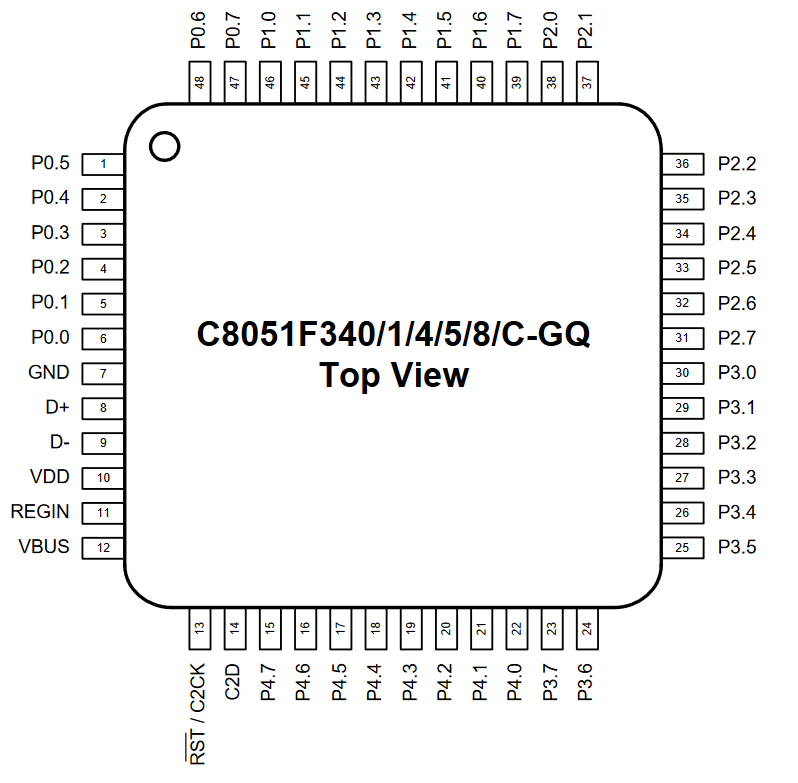 P0.6 P0.7 P1.0 P1.1 P1.2 P1.3 P1.4 P1.5 P1.6 P1.7 P2.0 P2.1
48 47 46 45 44 43 42 41 40 39 38 37
P0.5 1 36 P2.2
P0.4 2 35 P2.3
P0.3 3 34 P2.4
P0.2 4 33 P2.5
P0.1 5 32 P2.6
P0.0 6 31 P2.7
C8051F340/1/4/5/8/C-GQ
Top View
GND 7 30 P3.0
D+ 8 29 P3.1
D- 9 28 P3.2
VDD 10 27 P3.3
REGIN 11 26 P3.4
VBUS 12 25 P3.5
13 14 15 16 17 18 19 20 21 22 23 24
RST / C2CK C2D P4.7 P4.6 P4.5 P4.4 P4.3 P4.2 P4.1 P4.0 P3.7 P3.6